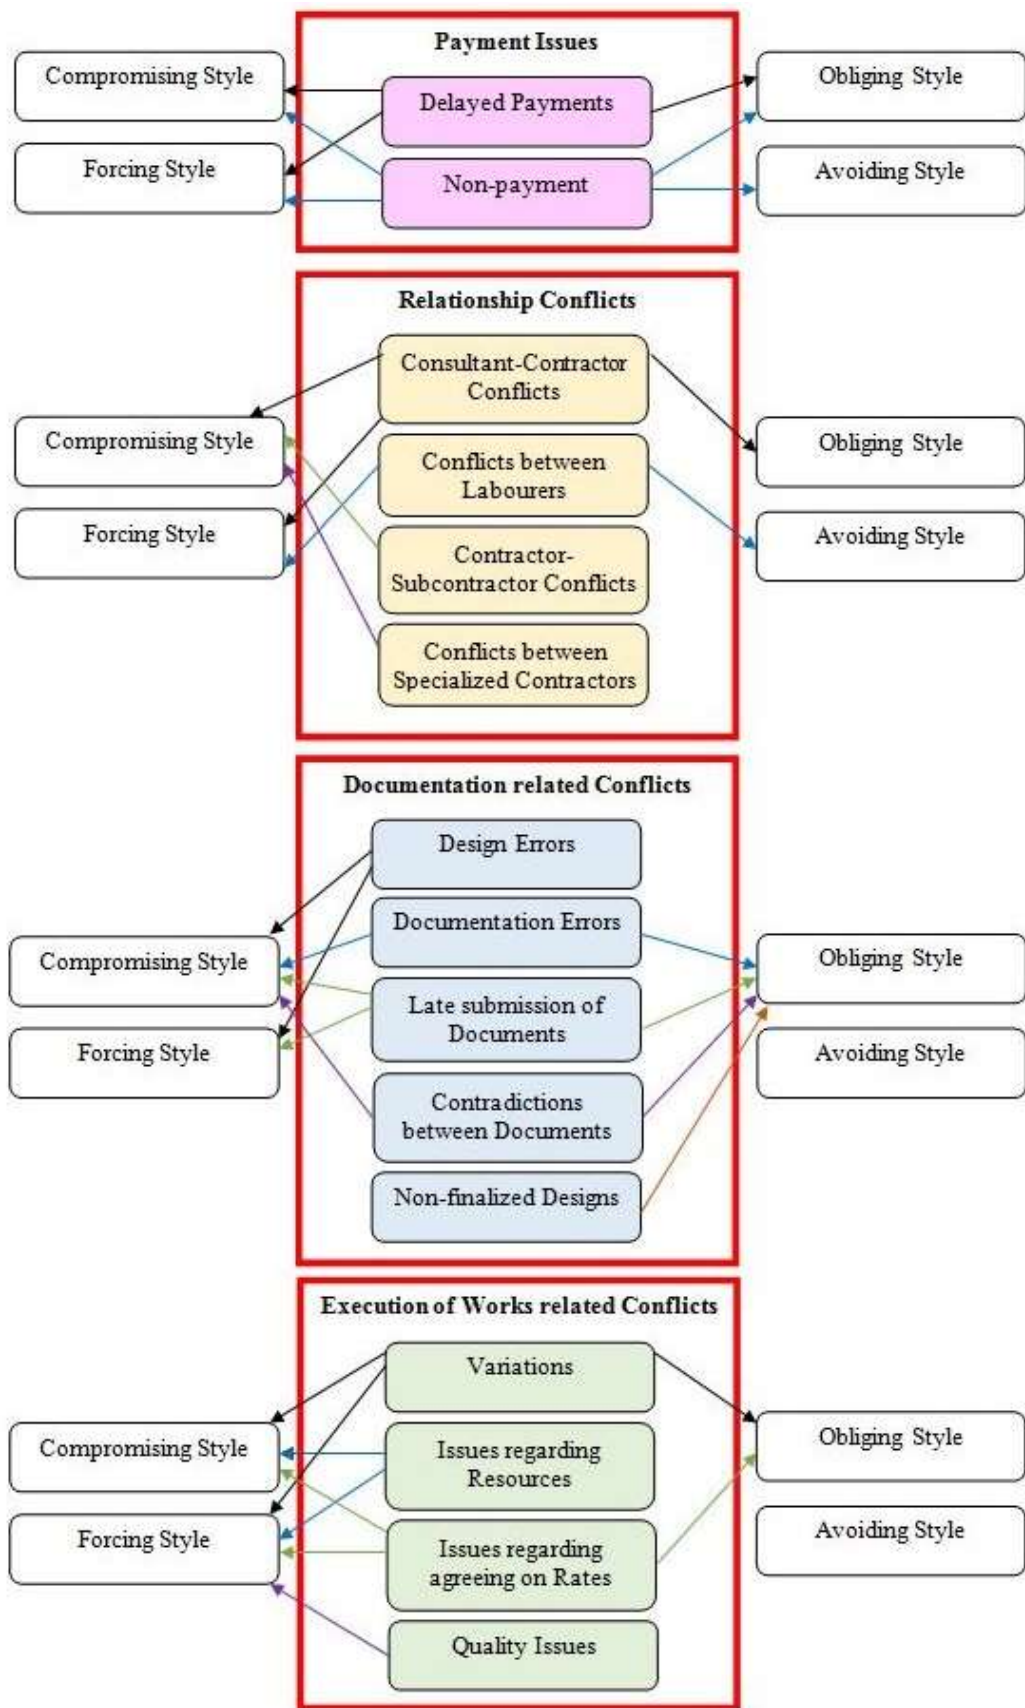 Payment Issues
Compromising Style
Delayed Payments
Obliging Style
Forcing Style
Non-payment
Avoiding Style
Relationship Conflicts
Consultant-Contractor
Conflicts
Compromising Style
Obliging Style
Conflicts between
Labourers
Forcing Style
Avoiding Style
Contractor-
Subcontractor Conflicts
Conflicts between
Specialized Contractors
Documentation related Conflicts
Design Errors
Documentation Errors
Compromising Style
Obliging Style
Late submission of
Documents
Forcing Style
Avoiding Style
Contradictions
between Documents
Non-finalized Designs
Execution of Works related Conflicts
Variations
Compromising Style
Issues regarding
Resources
Obliging Style
Forcing Style
Avoiding Style
Issues regarding
agreeing on Rates
Quality Issues